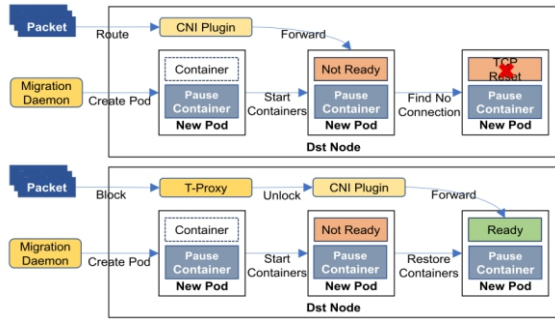 Packet
Route
CNI Plugin
Forward
Migration
Daemon
Create Pod
Container
Pause
Container
New Pod
Start
Containers
Not Ready
Pause
Container
New Pod
Find No
Connection
TCP
Reset
Pause
Container
New Pod
Dst Node
Packet
Block
T-Proxy
Unlock
CNI Plugin
Forward
Migration
Daemon
Create Pod
Container
Pause
Container
New Pod
Start
Containers
Not Ready
Pause
Container
New Pod
Restore
Containers
Ready
Pause
Container
New Pod
Dst Node